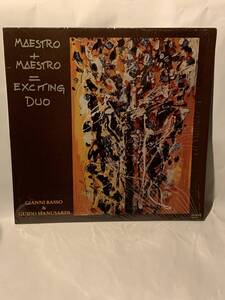 MAESTRO
+
MAESTRO
=
EXCITING
DUO
GIANNI BASSO
&
GUIDO MANUSARDI